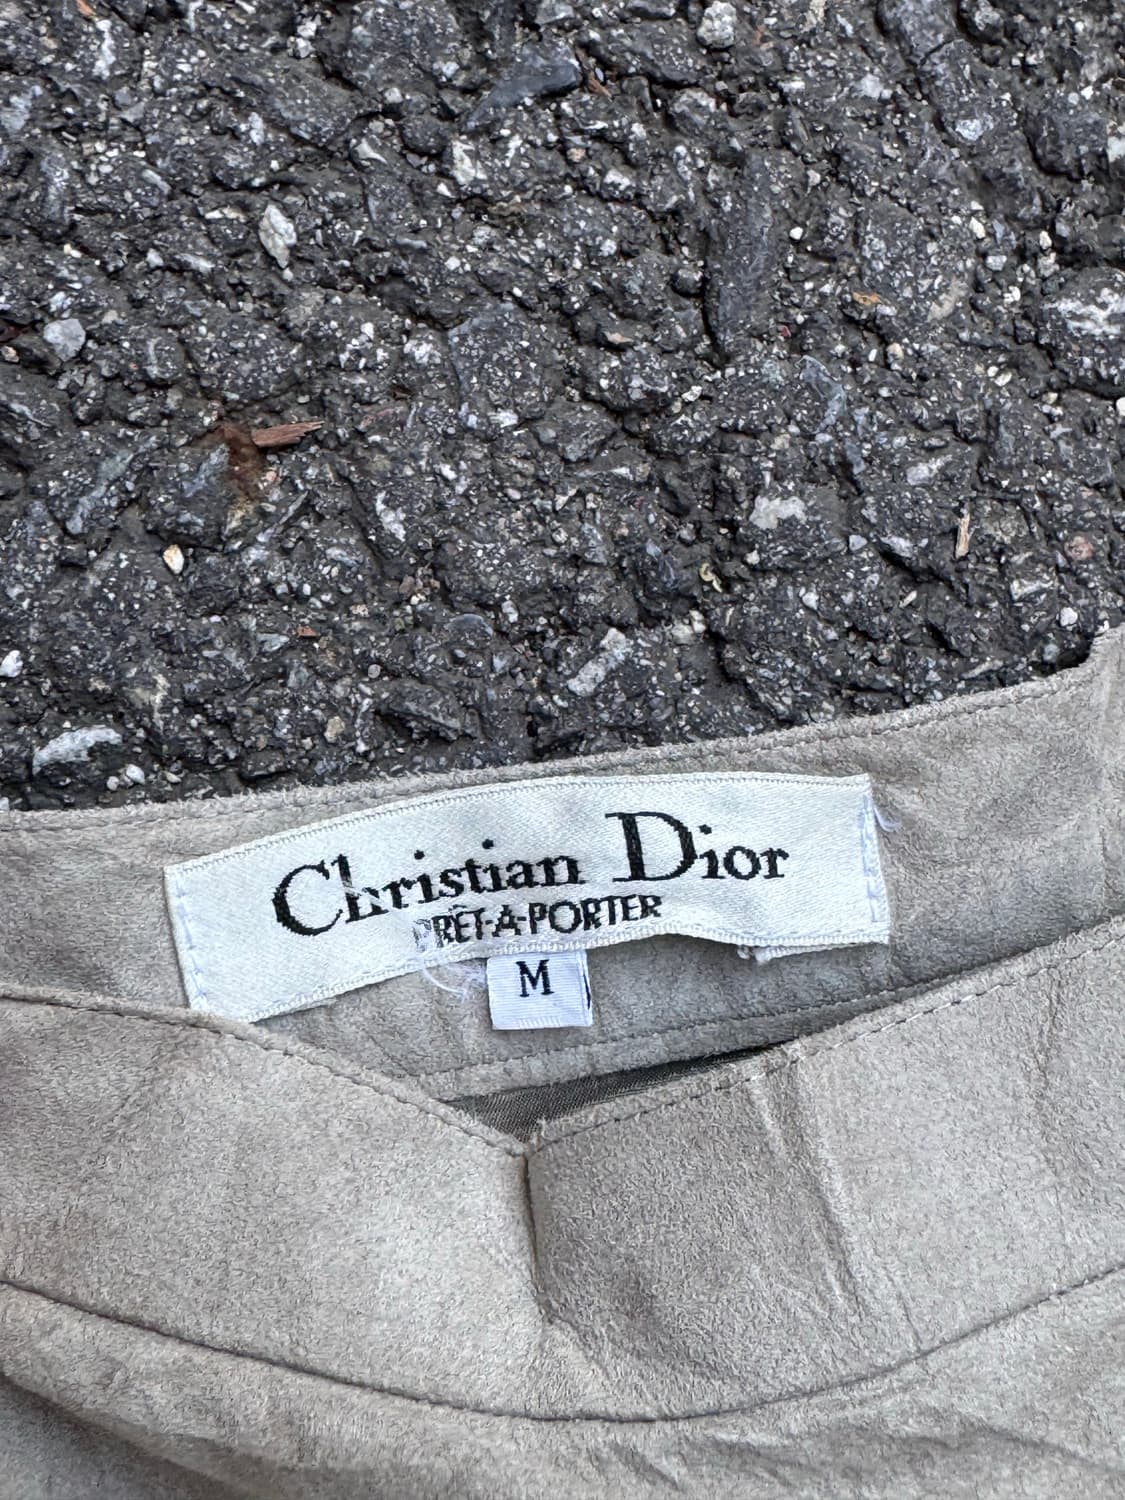 Christian Dior
PRÊT-À-PORTER
M